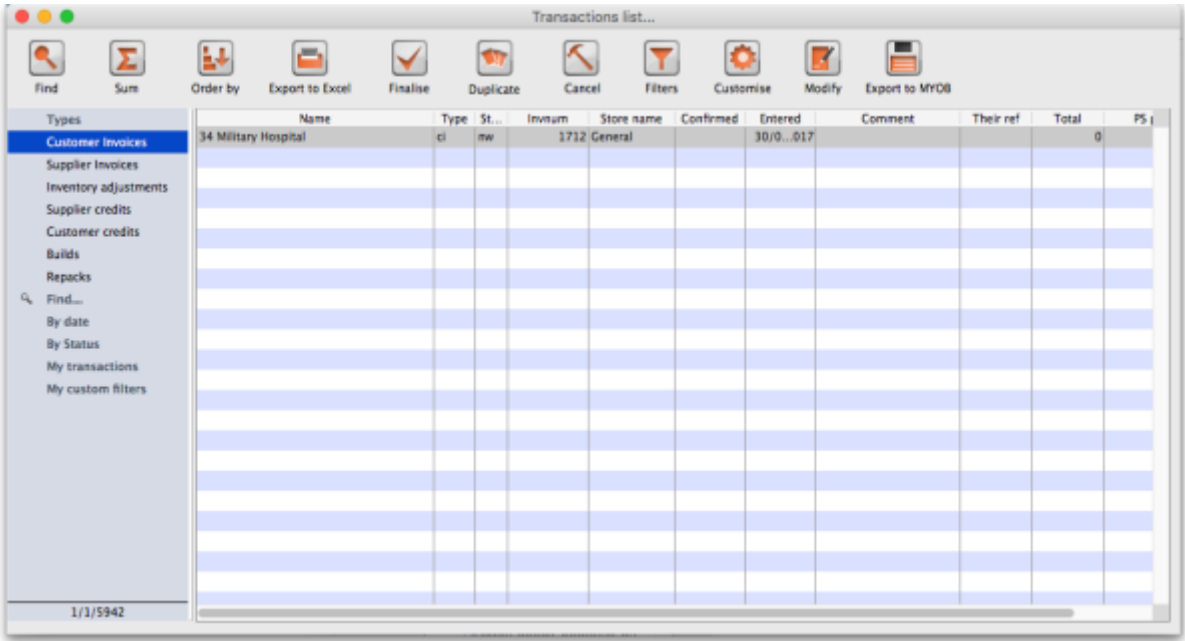 Transactions list...
Find Sum Order by Export to Excel Finalise Duplicate Cancel Filters Customise Modify Export to MYOB
Types
Name Type St... Invnum Store name Confirmed Entered Comment Their ref Total PS
Customer Invoices
34 Military Hospital ci nw 1712 General 30/0...017 0
Supplier Invoices
Inventory adjustments
Supplier credits
Customer credits
Builds
Repacks
Find...
By date
By Status
My transactions
My custom filters
1/1/5942